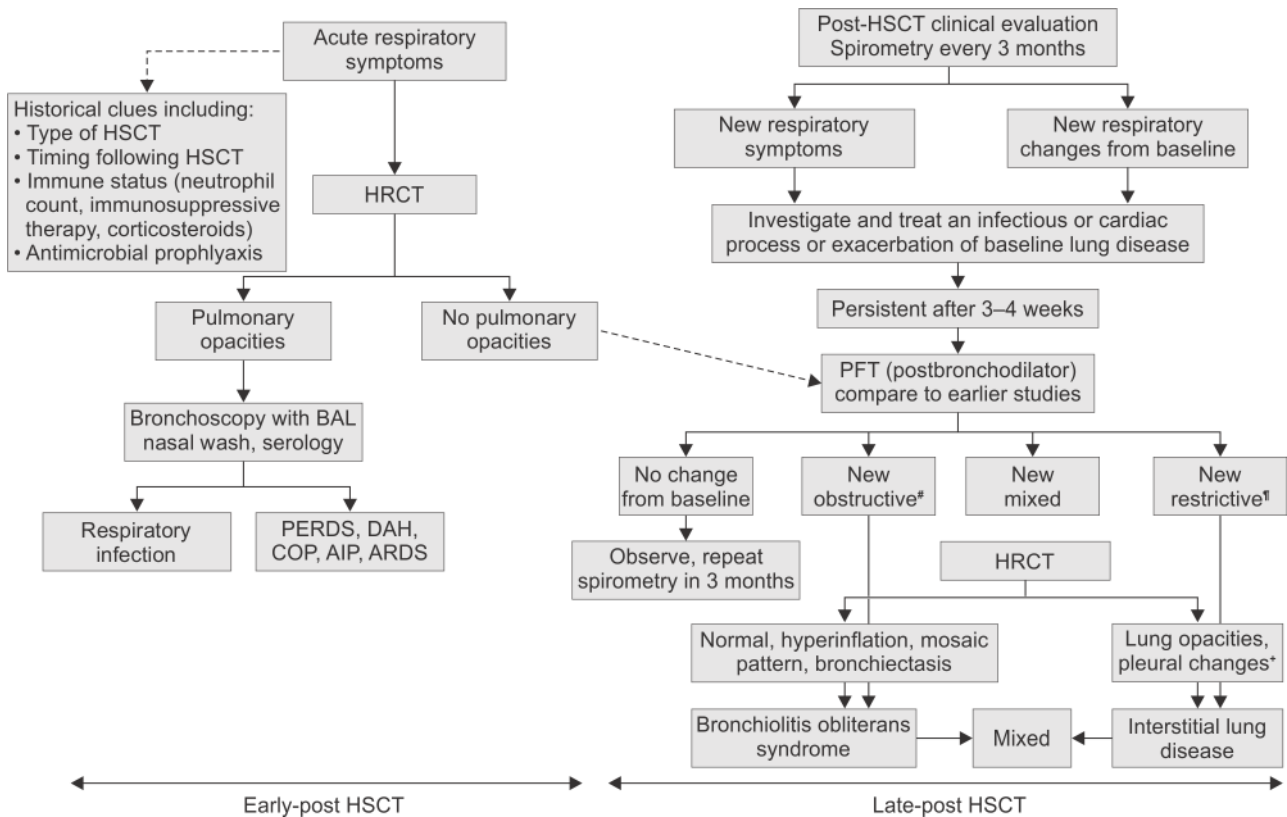 Acute respiratory
symptoms
Historical clues including:
• Type of HSCT
• Timing following HSCT
• Immune status (neutrophil
count, immunosuppressive
therapy, corticosteroids)
• Antimicrobial prophlyaxis
HRCT
Pulmonary
opacities
No pulmonary
opacities
Bronchoscopy with BAL
nasal wash, serology
Respiratory
infection
PERDS, DAH,
COP, AIP, ARDS
Early-post HSCT
Post-HSCT clinical evaluation
Spirometry every 3 months
New respiratory
symptoms
New respiratory
changes from baseline
Investigate and treat an infectious or cardiac
process or exacerbation of baseline lung disease
Persistent after 3–4 weeks
PFT (postbronchodilator)
compare to earlier studies
No change
from baseline
New
obstructive#
New
mixed
New
restrictive¶
Observe, repeat
spirometry in 3 months
HRCT
Normal, hyperinflation, mosaic
pattern, bronchiectasis
Lung opacities,
pleural changes+
Bronchiolitis obliterans
syndrome
Mixed
Interstitial lung
disease
Late-post HSCT